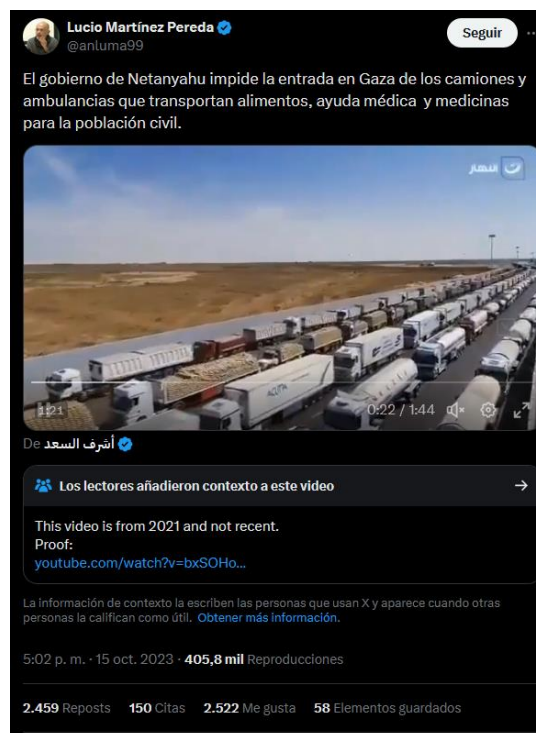 Lucio Martínez Pereda
@anluma99
Seguir
El gobierno de Netanyahu impide la entrada en Gaza de los camiones y
ambulancias que transportan alimentos, ayuda médica y medicinas
para la población civil.
النهار
1:21
0:22 / 1:44
De أشرف السعد
Los lectores añadieron contexto a este video
This video is from 2021 and not recent.
Proof:
youtube.com/watch?v=bxSOHo...
La información de contexto la escriben las personas que usan X y aparece cuando otras
personas la califican como útil. Obtener más información.
5:02 p. m. · 15 oct. 2023 · 405,8 mil Reproducciones
2.459 Reposts 150 Citas 2.522 Me gusta 58 Elementos guardados